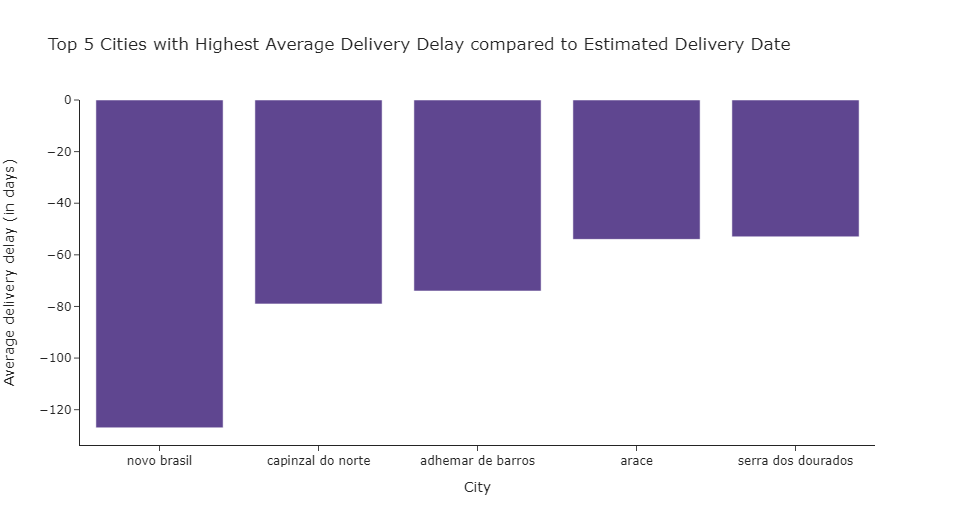 Top 5 Cities with Highest Average Delivery Delay compared to Estimated Delivery Date
Average delivery delay (in days)
0
−20
−40
−60
−80
−100
−120
novo brasil
capinzal do norte
adhemar de barros
arace
serra dos dourados
City